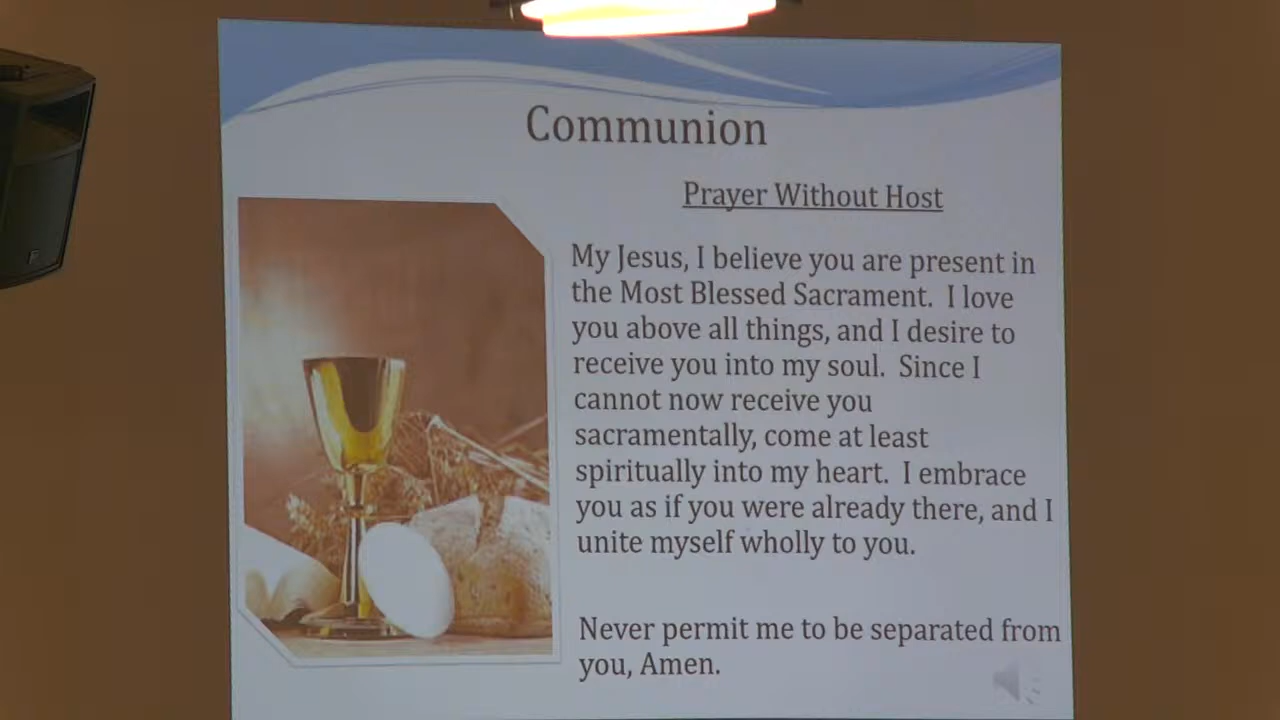 Communion
Prayer Without Host
My Jesus, I believe you are present in
the Most Blessed Sacrament.  I love
you above all things, and I desire to
receive you into my soul.  Since I
cannot now receive you
sacramentally, come at least
spiritually into my heart.  I embrace
you as if you were already there, and I
unite myself wholly to you.
Never permit me to be separated from
you, Amen.